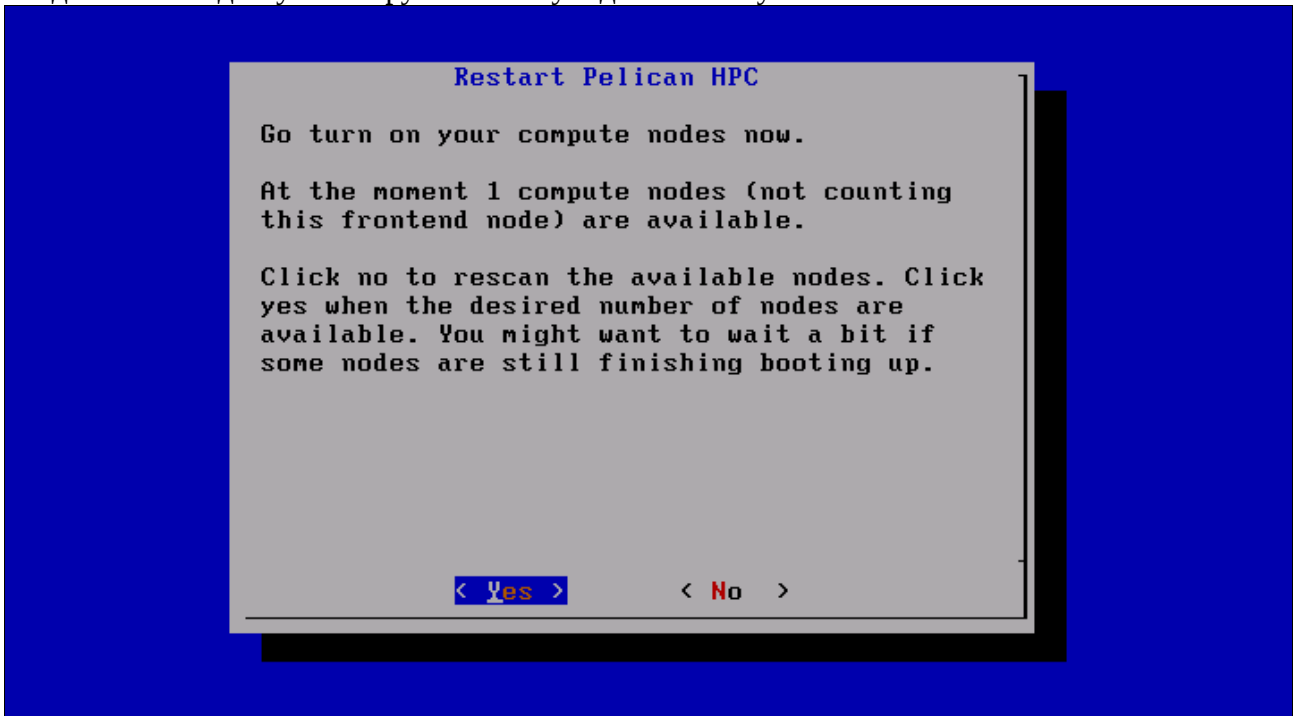 Restart Pelican HPC
Go turn on your compute nodes now.
At the moment 1 compute nodes (not counting
this frontend node) are available.
Click no to rescan the available nodes. Click
yes when the desired number of nodes are
available. You might want to wait a bit if
some nodes are still finishing booting up.
< Yes > < No >